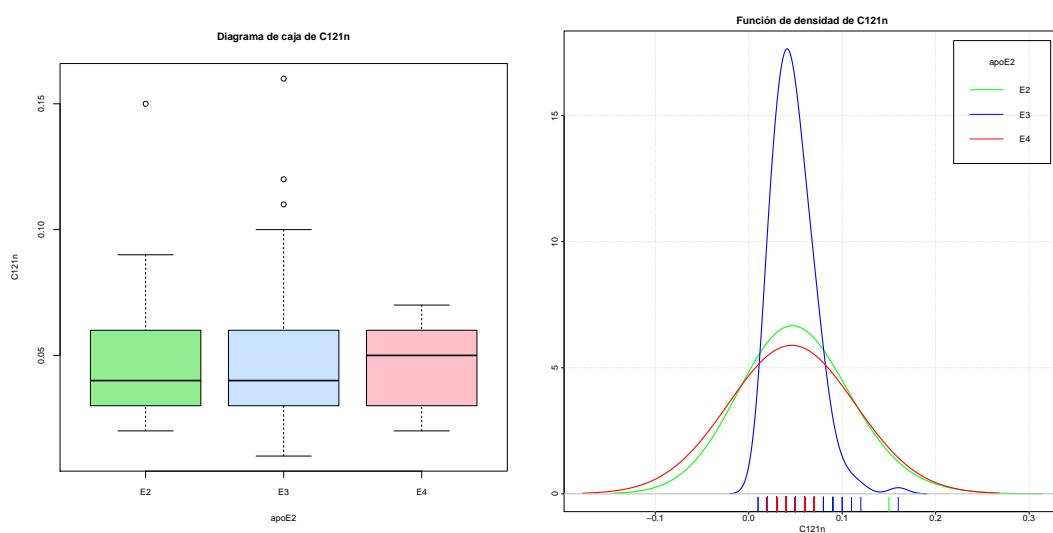 Diagrama de caja de C121n
C121n
0.15
0.10
0.05
E2
E3
E4
apoE2
Función de densidad de C121n
apoE2
E2
E3
E4
15
10
5
0
−0.1
0.0
0.1
0.2
0.3
C121n